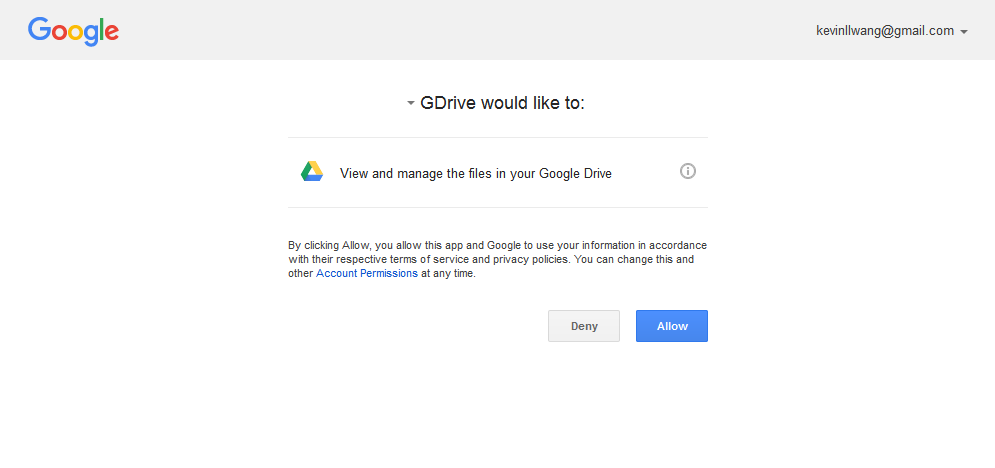 Google
kevinllwang@gmail.com
GDrive would like to:
View and manage the files in your Google Drive
By clicking Allow, you allow this app and Google to use your information in accordance
with their respective terms of service and privacy policies. You can change this and
other Account Permissions at any time.
Deny
Allow